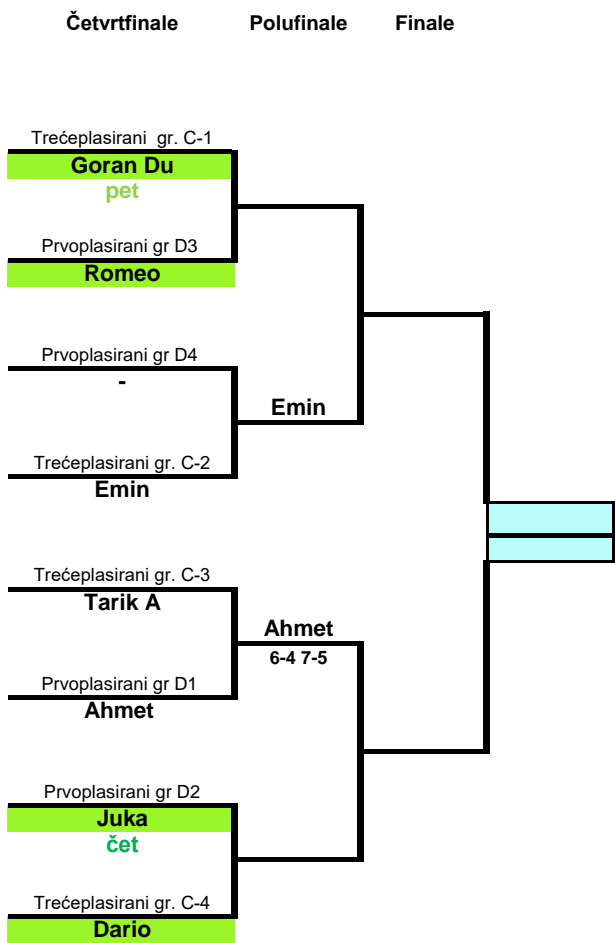 Četvrtfinale Polufinale Finale
Trećeplasirani  gr. C-1
Goran Du
pet
Prvoplasirani gr D3
Romeo
Prvoplasirani gr D4
-
Emin
Trećeplasirani gr. C-2
Emin
Trećeplasirani gr. C-3
Tarik A
Ahmet
6-4 7-5
Prvoplasirani gr D1
Ahmet
Prvoplasirani gr D2
Juka
čet
Trećeplasirani gr. C-4
Dario